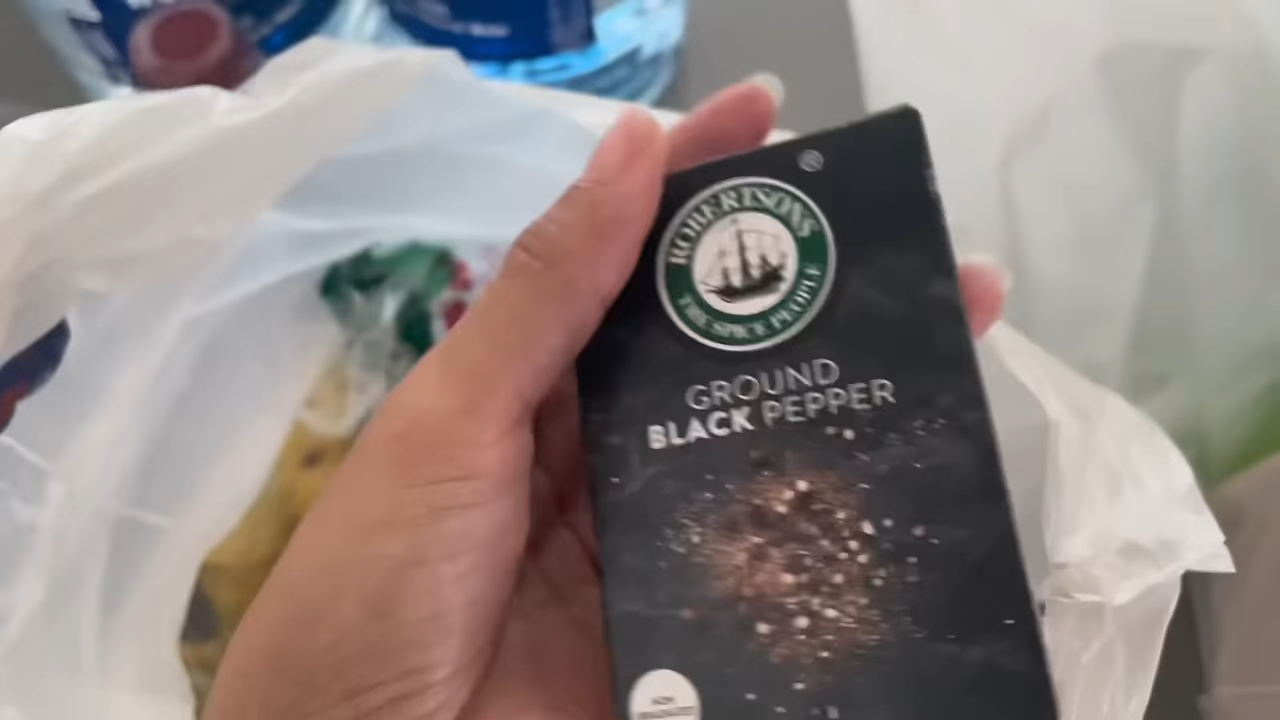 ®
ROBERTSONS
THE SPICE PEOPLE
GROUND
BLACK PEPPER